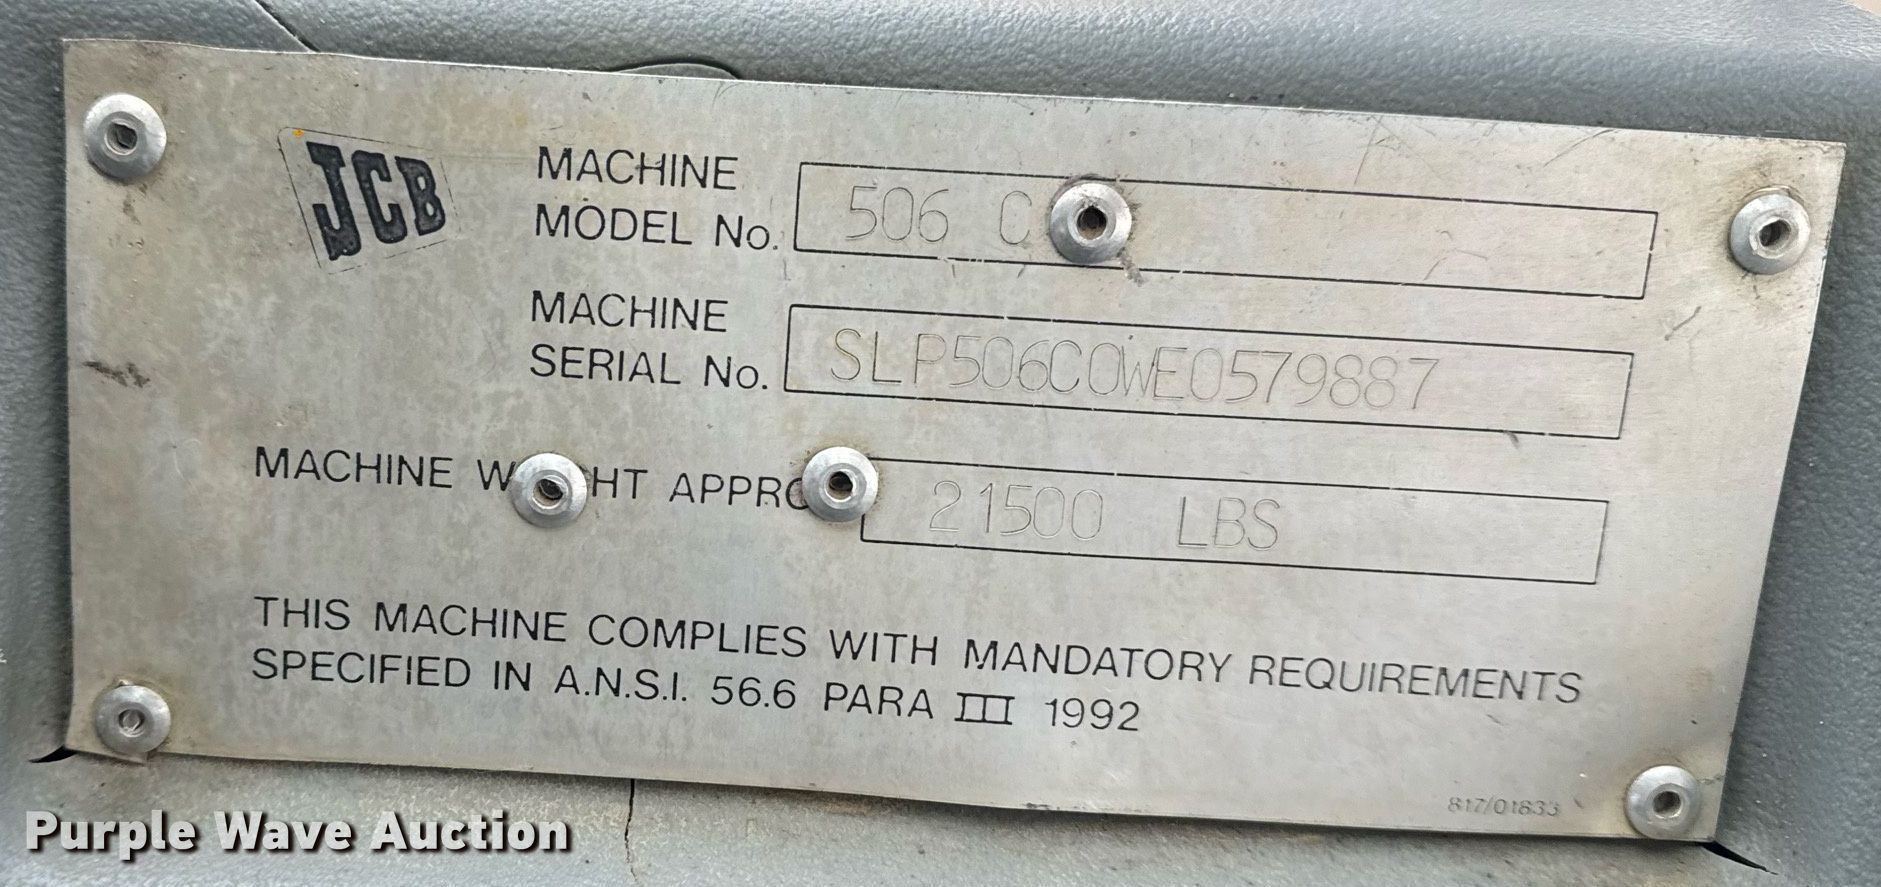 JCB
MACHINE
MODEL No. 506 C
MACHINE
SERIAL No. SLP506C0WE0579887
MACHINE W HT APPRO 21500 LBS
THIS MACHINE COMPLIES WITH MANDATORY REQUIREMENTS
SPECIFIED IN A.N.S.I. 56.6 PARA III 1992
817/01833
Purple Wave Auction